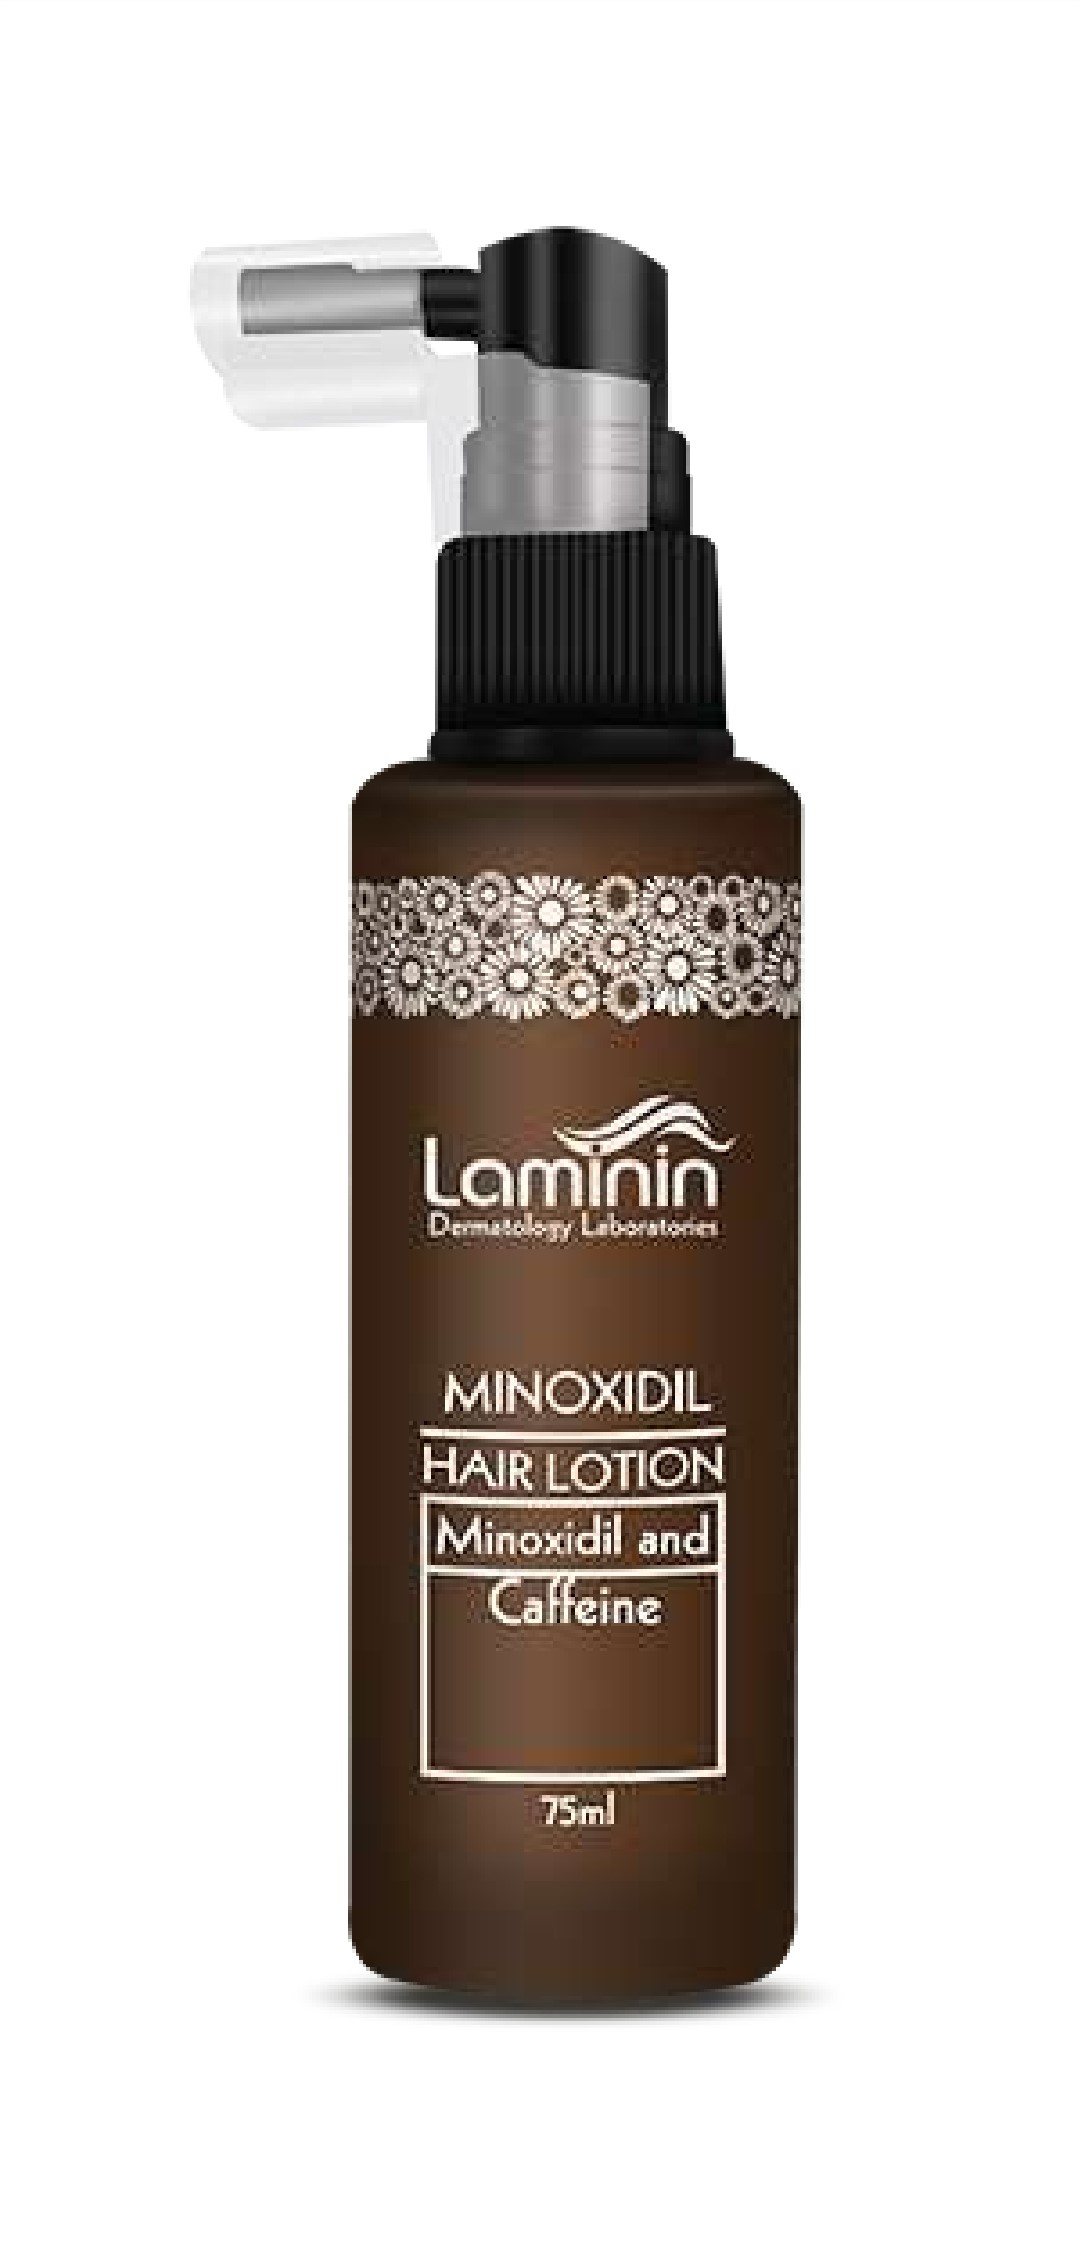 Laminin
Dermatology Laboratories
MINOXIDIL
HAIR LOTION
Minoxidil and
Caffeine
75ml